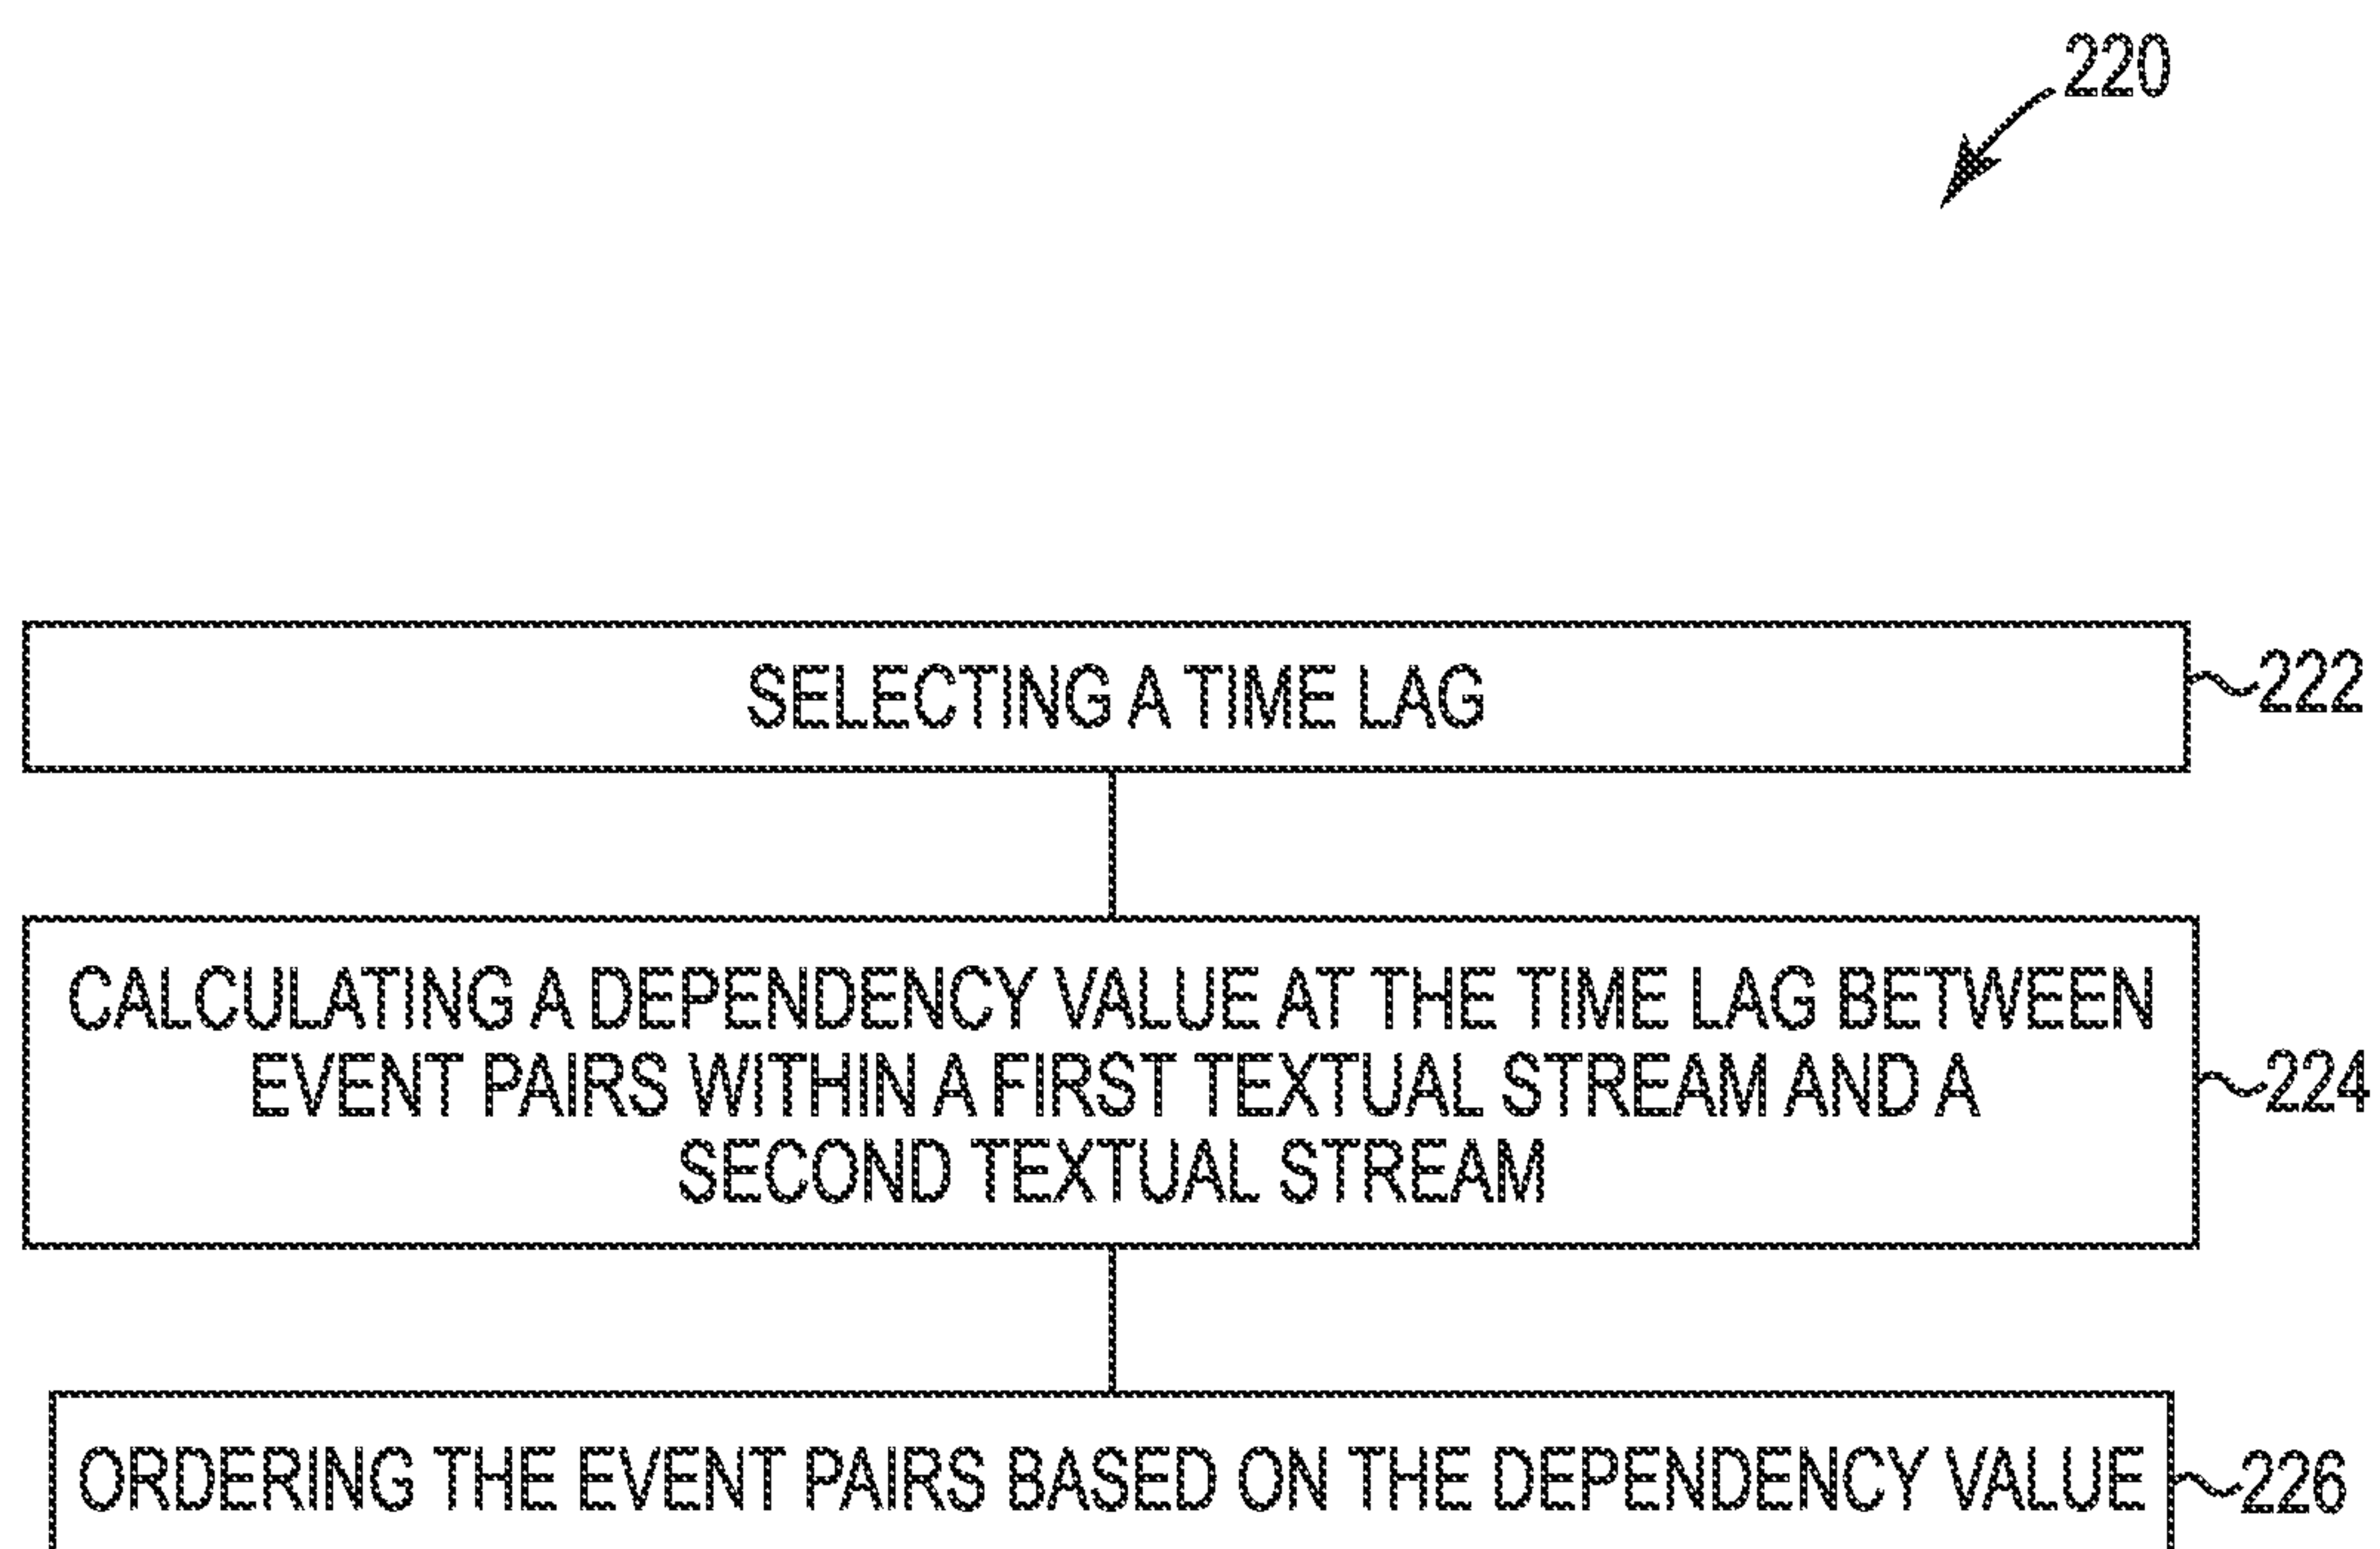 220
SELECTING A TIME LAG
222
CALCULATING A DEPENDENCY VALUE AT THE TIME LAG BETWEEN
EVENT PAIRS WITHIN A FIRST TEXTUAL STREAM AND A
SECOND TEXTUAL STREAM
224
ORDERING THE EVENT PAIRS BASED ON THE DEPENDENCY VALUE
226